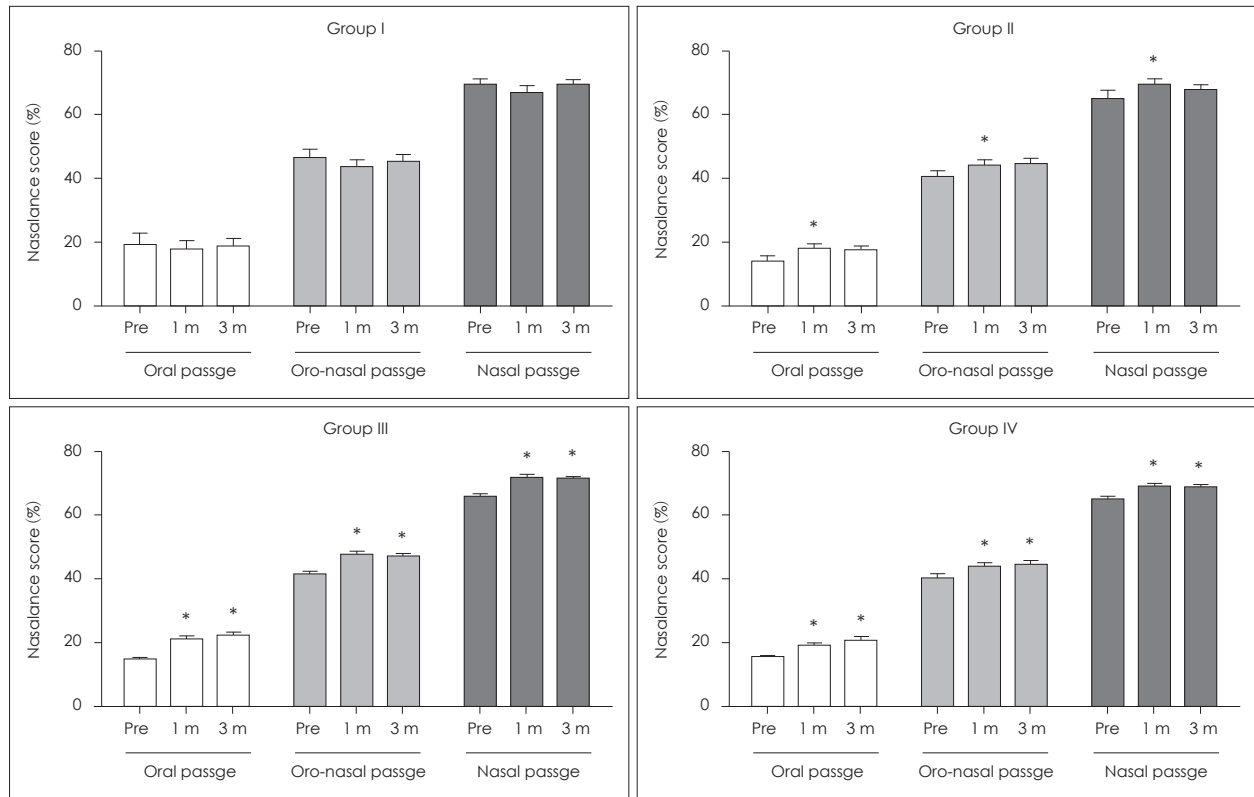 Group I
Nasalance score (%)
80
60
40
20
0
Pre 1 m 3 m Pre 1 m 3 m Pre 1 m 3 m
Oral passge Oro-nasal passge Nasal passge
Group II
Nasalance score (%)
80
60
40
20
0
*
*
*
Pre 1 m 3 m Pre 1 m 3 m Pre 1 m 3 m
Oral passge Oro-nasal passge Nasal passge
Group III
Nasalance score (%)
80
60
40
20
0
* *
* *
* *
Pre 1 m 3 m Pre 1 m 3 m Pre 1 m 3 m
Oral passge Oro-nasal passge Nasal passge
Group IV
Nasalance score (%)
80
60
40
20
0
* *
* *
* *
Pre 1 m 3 m Pre 1 m 3 m Pre 1 m 3 m
Oral passge Oro-nasal passge Nasal passge